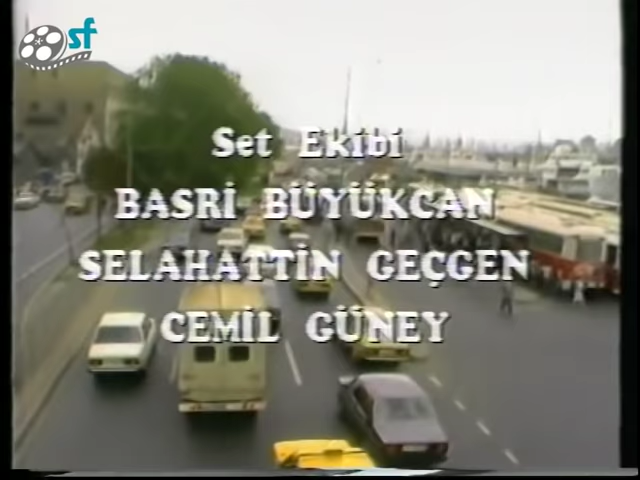 sf
Set Ekibi
BASRİ BÜYÜKCAN
SELAHATTİN GEÇGEN
CEMİL GÜNEY